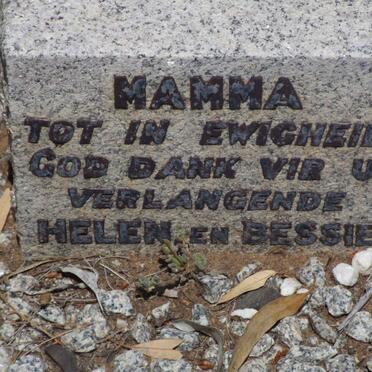 MAMMA
TOT IN EWIGHEID
GOD DANK VIR U
VERLANGENDE
HELEN EN BESSIE